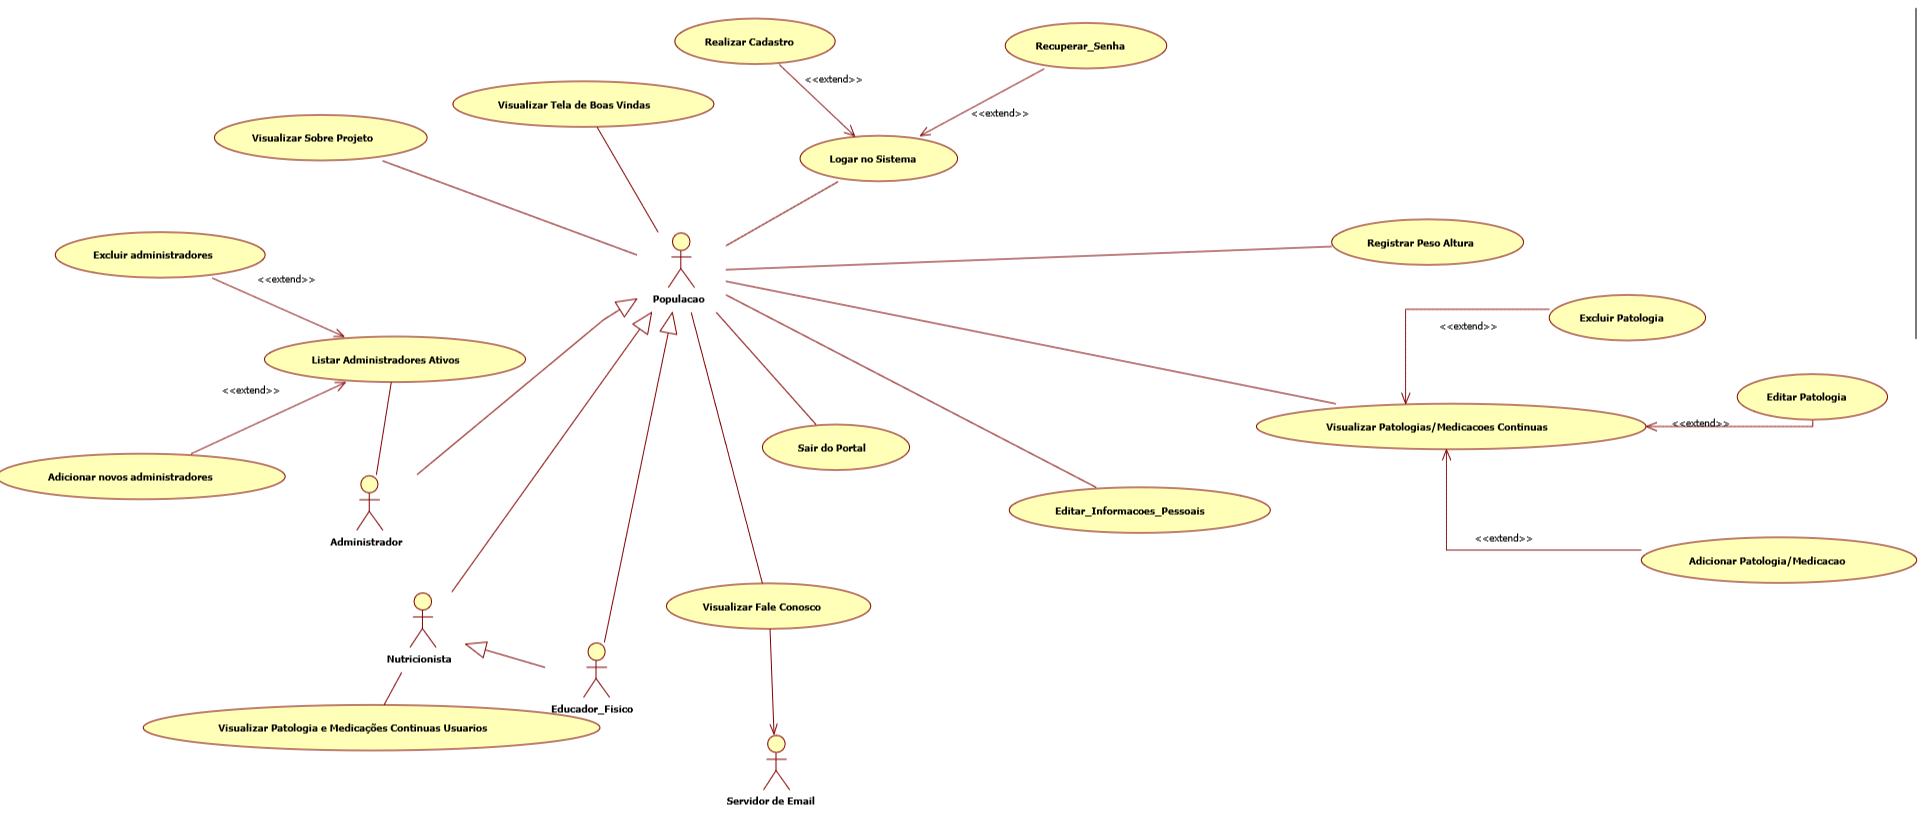 Realizar Cadastro
Recuperar_Senha
<<extend>>
Visualizar Tela de Boas Vindas
<<extend>>
Visualizar Sobre Projeto
Logar no Sistema
Registrar Peso Altura
Excluir administradores
<<extend>>
Populacao
Excluir Patologia
<<extend>>
Listar Administradores Ativos
<<extend>>
Editar Patologia
<<extend>>
Visualizar Patologias/Medicacoes Continuas
Sair do Portal
Adicionar novos administradores
Editar_Informacoes_Pessoais
<<extend>>
Administrador
Adicionar Patologia/Medicacao
Visualizar Fale Conosco
Nutricionista
Educador_Fisico
Visualizar Patologia e Medicações Continuas Usuarios
Servidor de Email